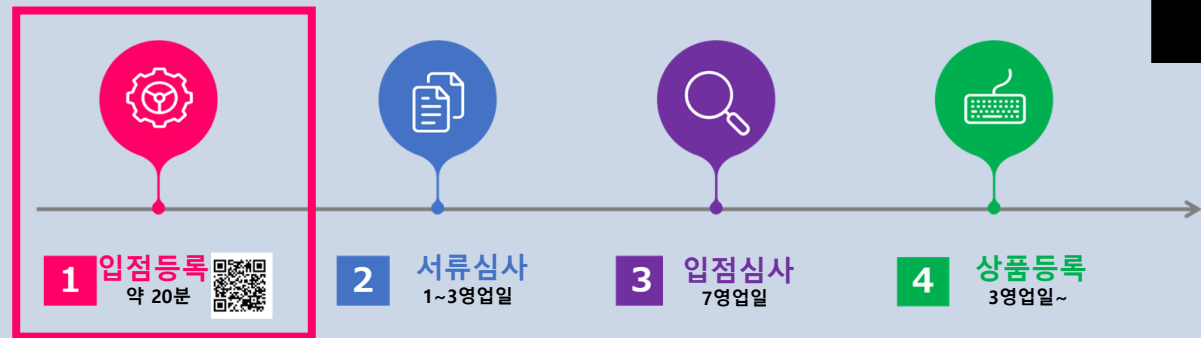 1 입점등록
약 20분
2 서류심사
1~3영업일
3 입점심사
7영업일
4 상품등록
3영업일~